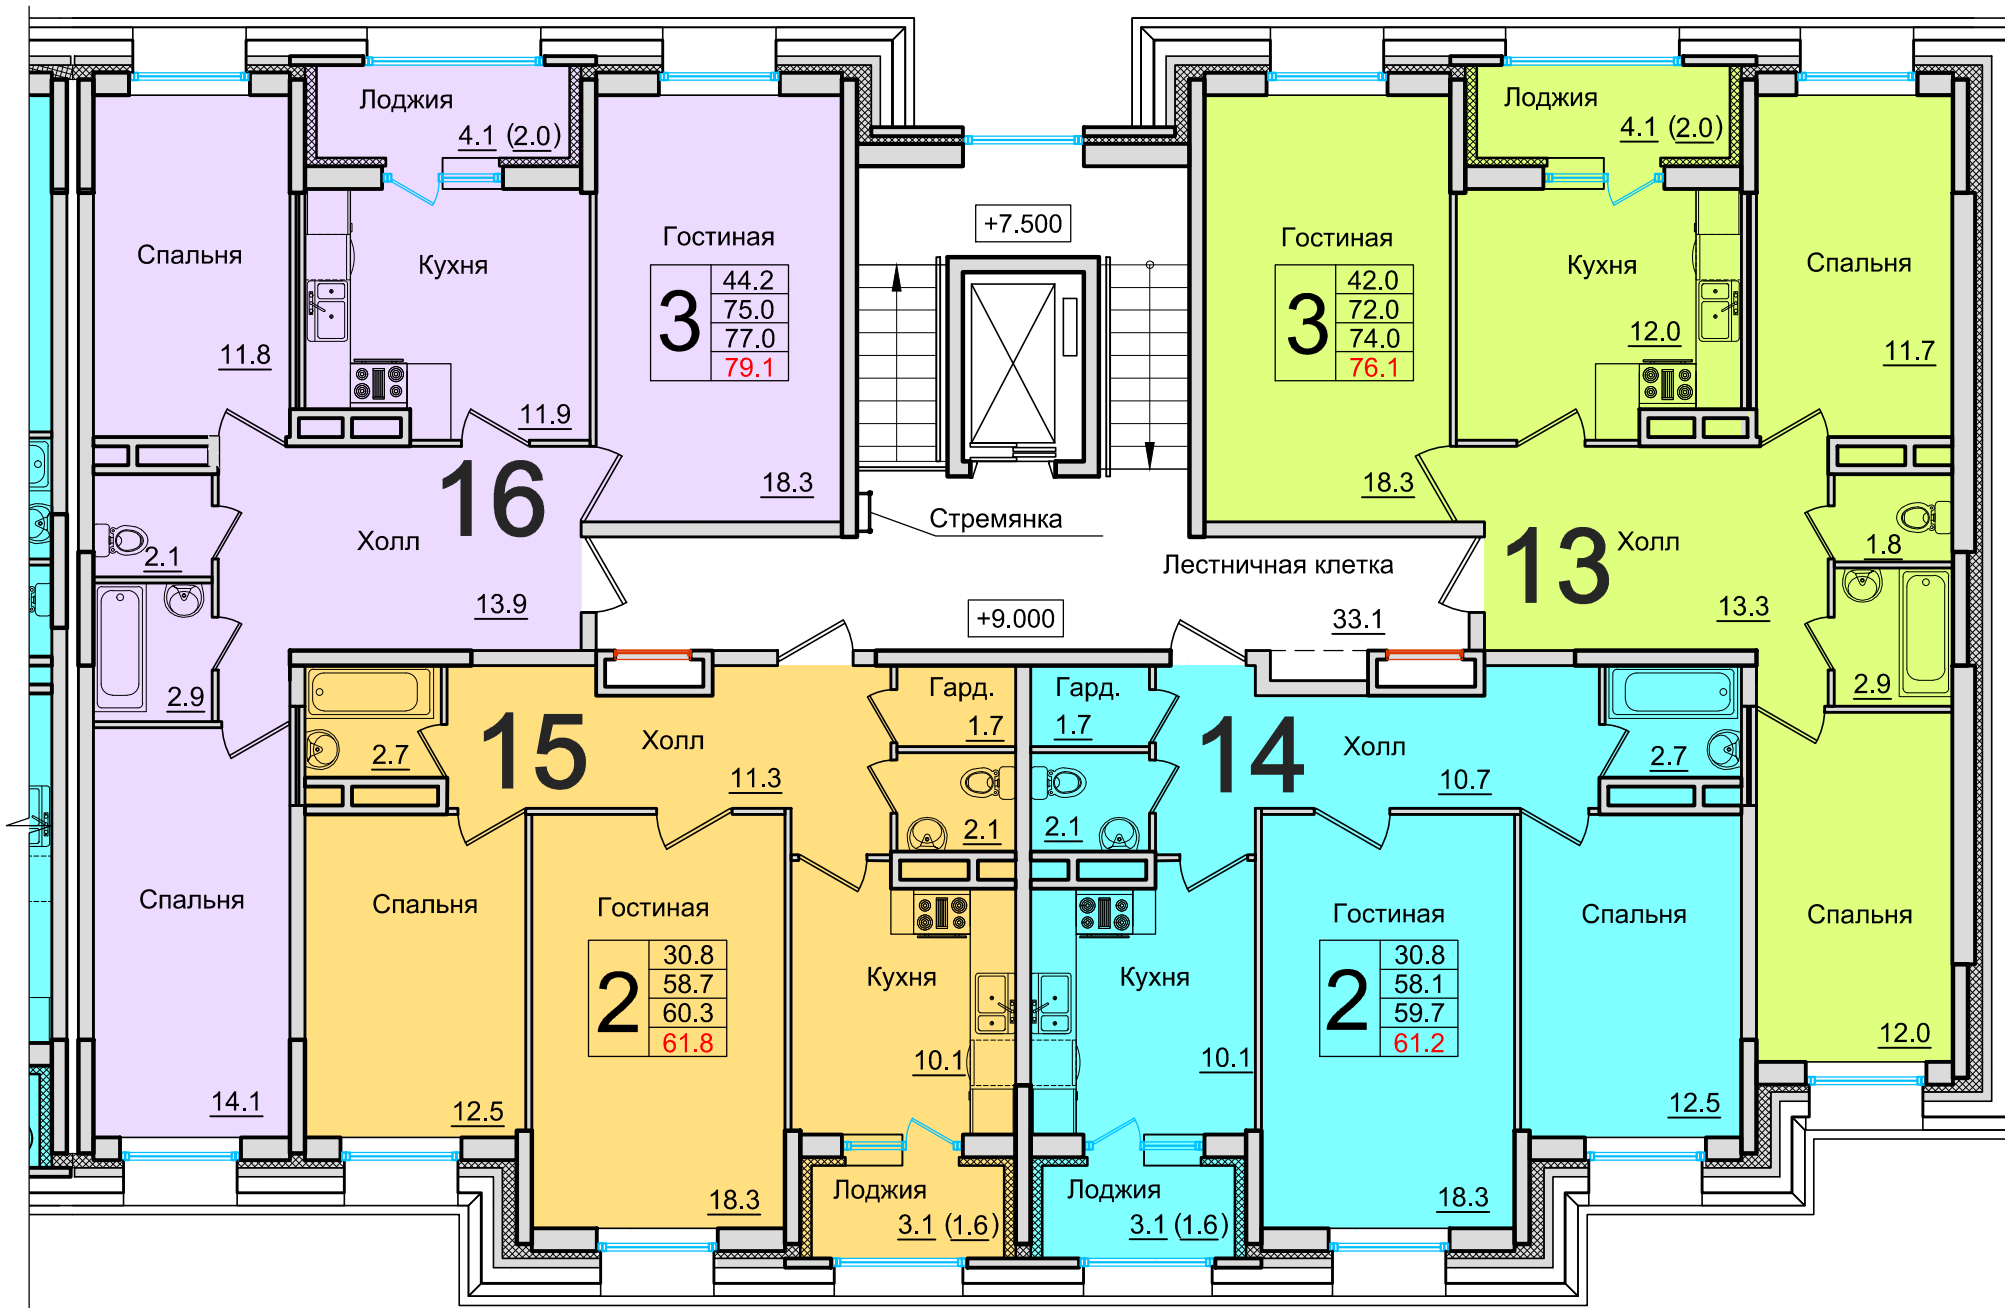 Лоджия
4.1 (2.0)
Спальня
11.8
Кухня
11.9
Гостиная
3
44.2
75.0
77.0
79.1
18.3
16
Холл
13.9
2.1
2.9
Спальня
14.1
+7.500
Стремянка
Лестничная клетка
+9.000
33.1
Лоджия
4.1 (2.0)
Гостиная
3
42.0
72.0
74.0
76.1
18.3
Кухня
12.0
Спальня
11.7
13
Холл
13.3
1.8
2.9
Спальня
12.0
2.7
15
Холл
11.3
Гард.
1.7
2.1
Спальня
12.5
Гостиная
2
30.8
58.7
60.3
61.8
18.3
Кухня
10.1
Лоджия
3.1 (1.6)
Гард.
1.7
2.1
14
Холл
10.7
2.7
Кухня
10.1
Лоджия
3.1 (1.6)
Гостиная
2
30.8
58.1
59.7
61.2
18.3
Спальня
12.5